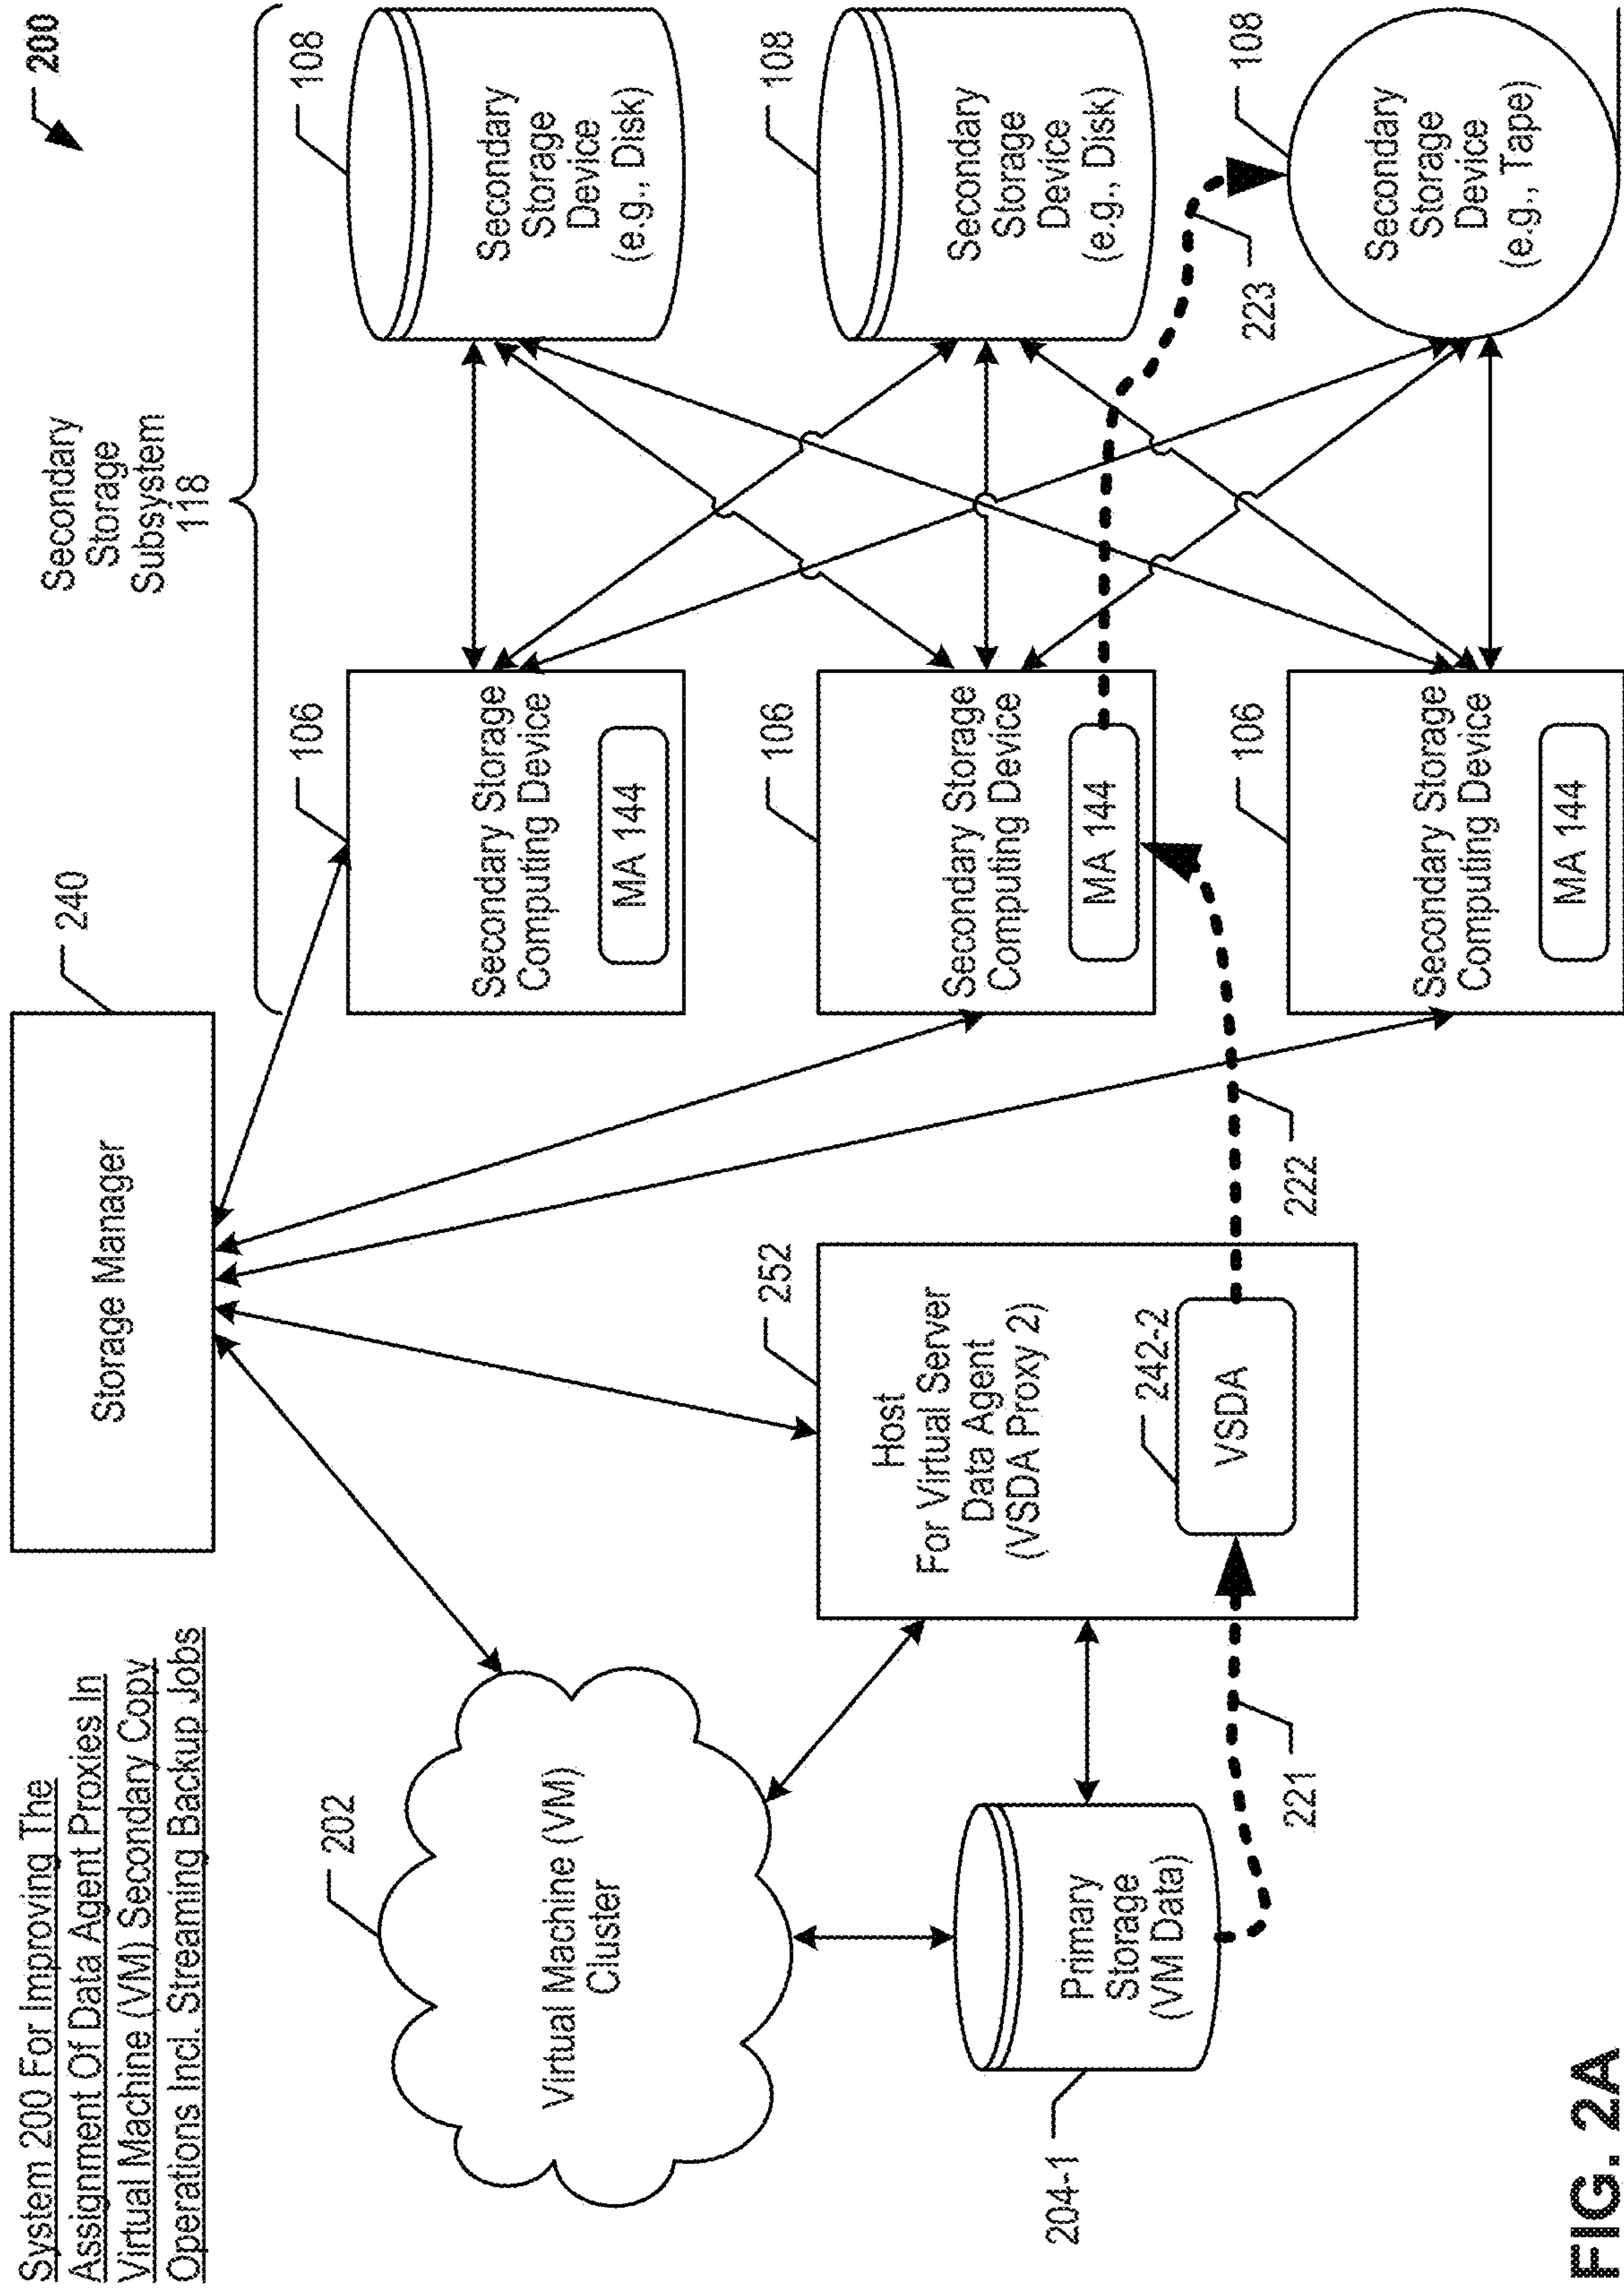 System 200 For Improving The
Assignment Of Data Agent Proxies In
Virtual Machine (VM) Secondary Copy
Operations Incl. Streaming Backup Jobs
200
Storage Manager
240
Secondary
Storage
Subsystem
118
202
Virtual Machine (VM)
Cluster
204-1
Primary
Storage
(VM Data)
221
252
Host
For Virtual Server
Data Agent
(VSDA Proxy 2)
242-2
VSDA
222
106
Secondary Storage
Computing Device
MA 144
106
Secondary Storage
Computing Device
MA 144
106
Secondary Storage
Computing Device
MA 144
108
Secondary
Storage
Device
(e.g., Disk)
108
Secondary
Storage
Device
(e.g., Disk)
223
108
Secondary
Storage
Device
(e.g., Tape)
FIG. 2A